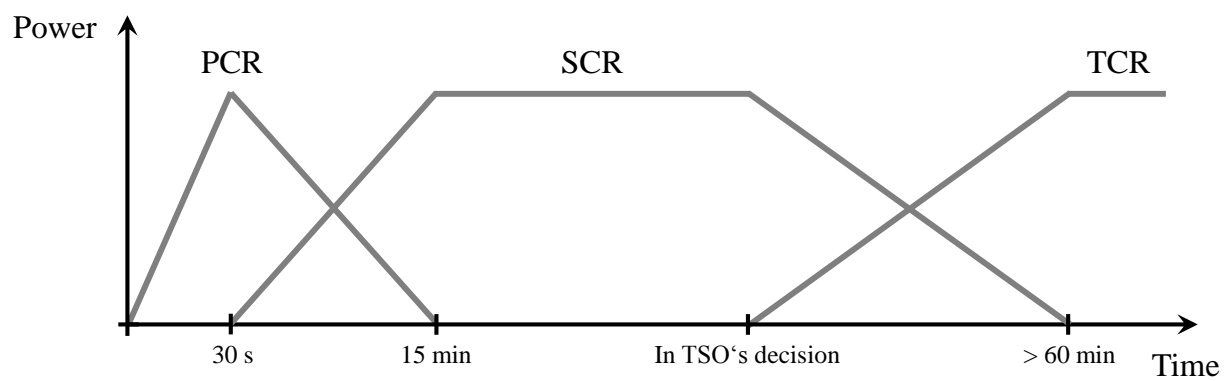 Power
PCR
SCR
TCR
30 s
15 min
In TSO‘s decision
> 60 min
Time